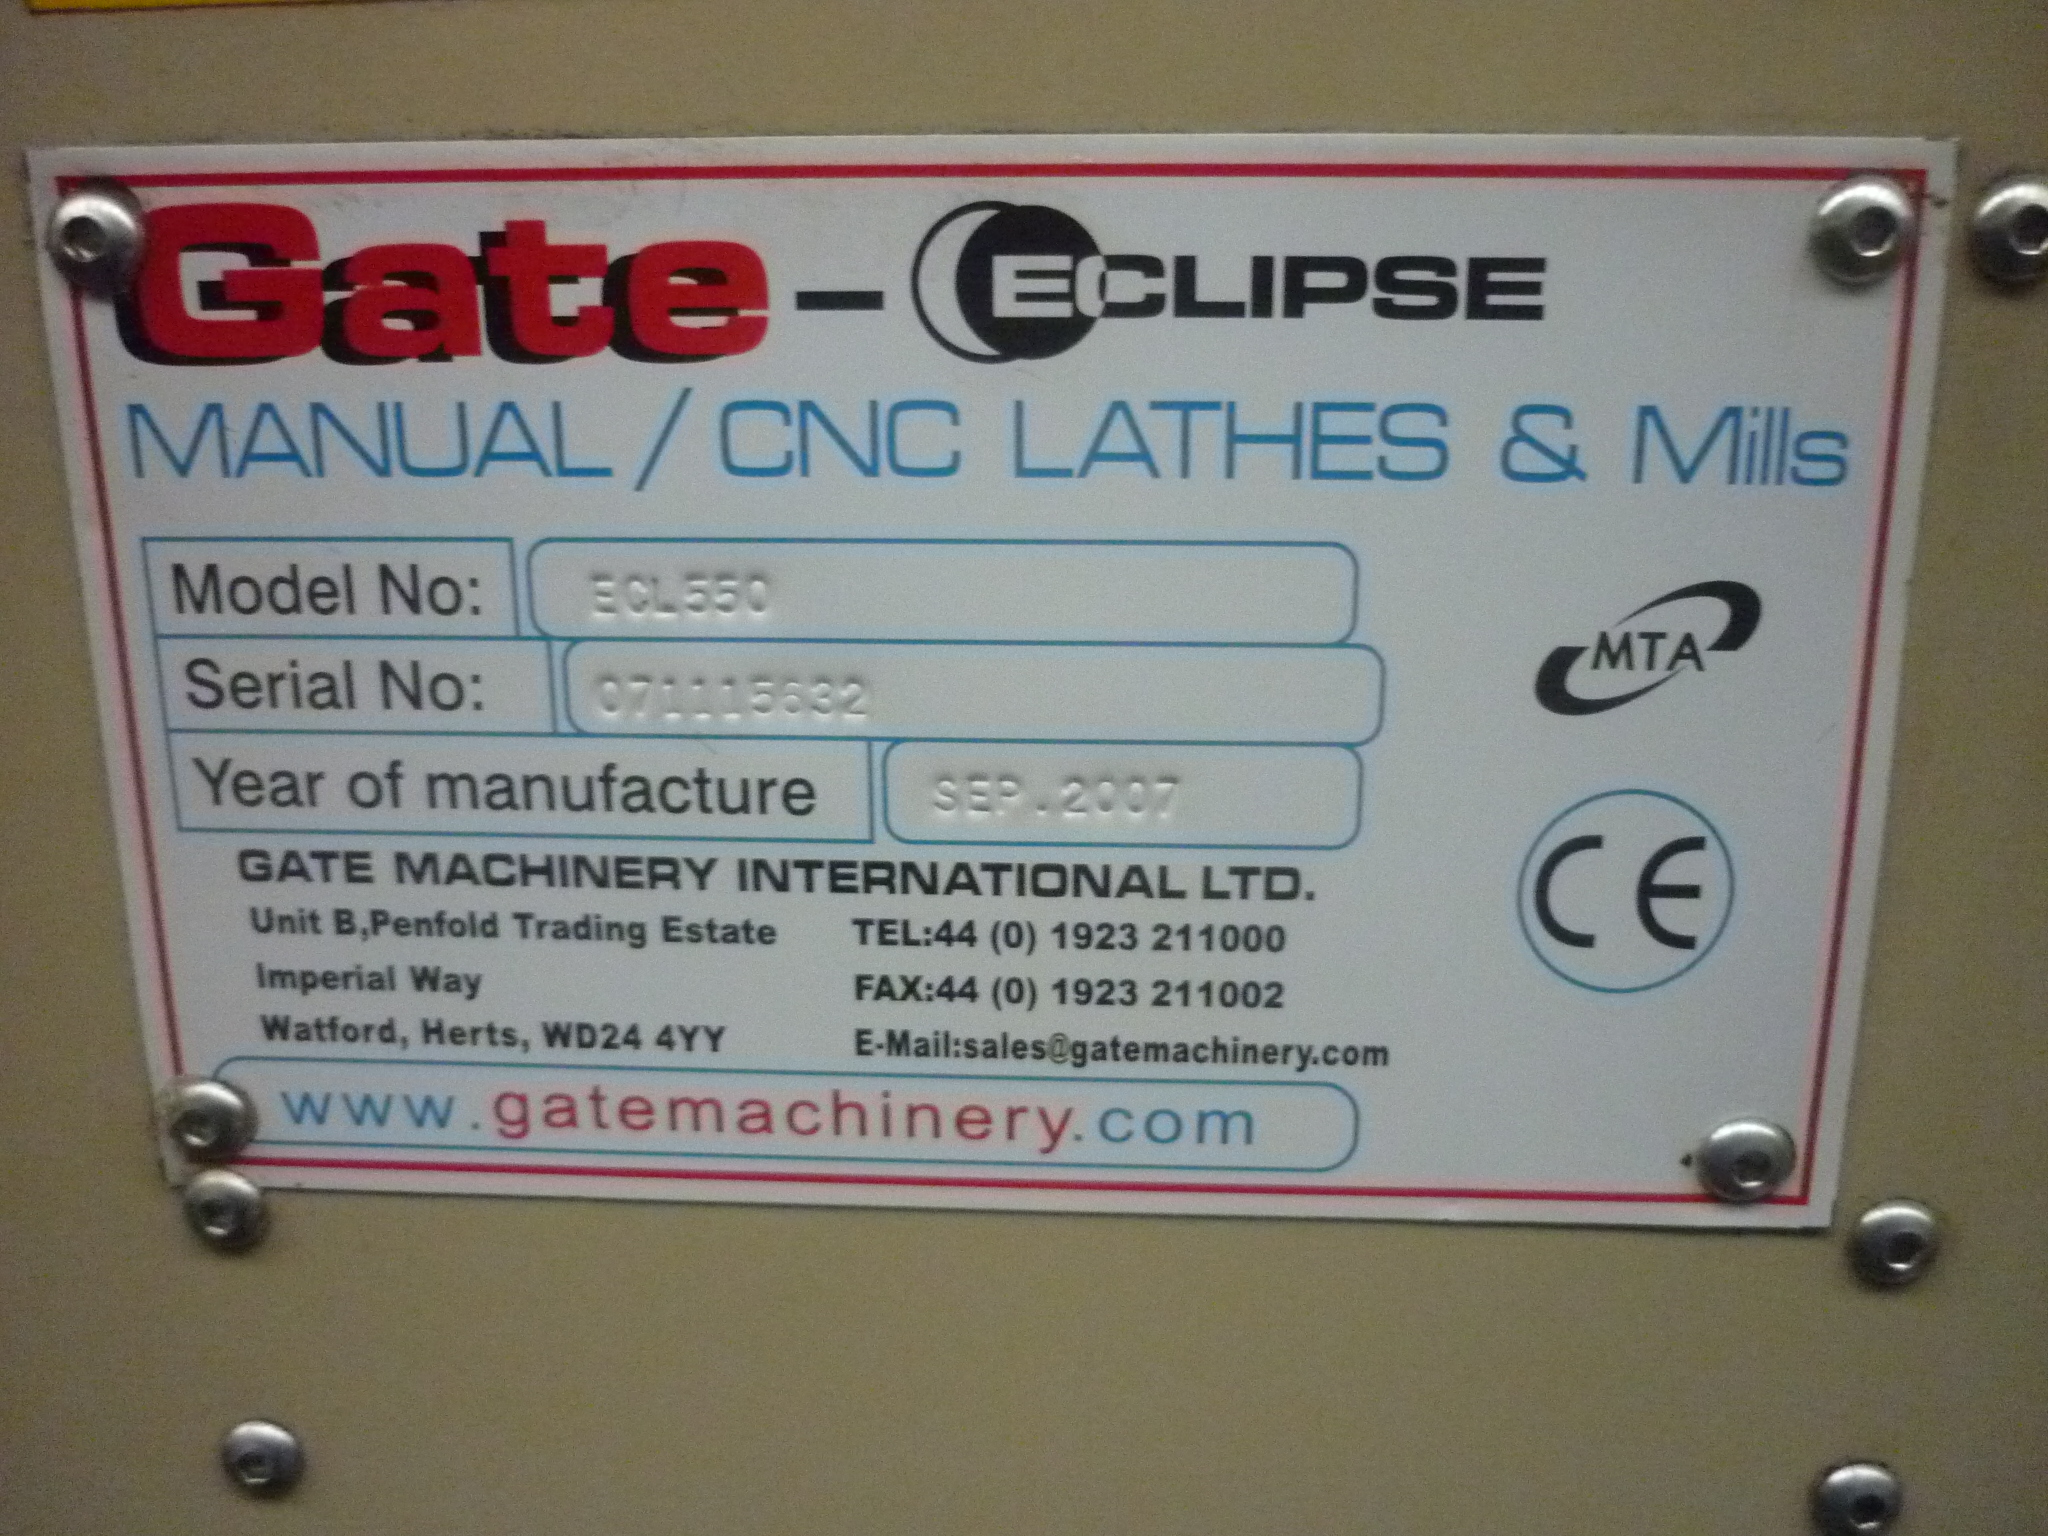 Gate - ECLIPSE
MANUAL / CNC LATHES & Mills
Model No: ECL550
Serial No: 071115632
Year of manufacture SEP.2007
MTA
CE
GATE MACHINERY INTERNATIONAL LTD.
Unit B,Penfold Trading Estate TEL:44 (0) 1923 211000
Imperial Way FAX:44 (0) 1923 211002
Watford, Herts, WD24 4YY E-Mail:sales@gatemachinery.com
www.gatemachinery.com